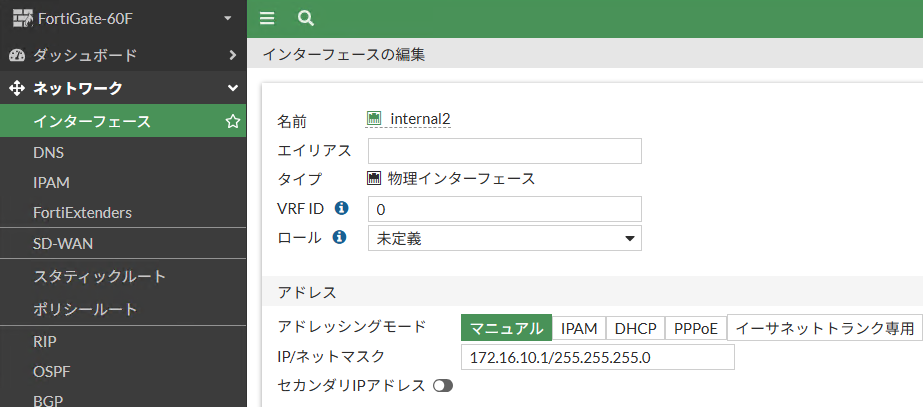 FortiGate-60F
ダッシュボード
ネットワーク
インターフェース
DNS
IPAM
FortiExtenders
SD-WAN
スタティックルート
ポリシールート
RIP
OSPF
BGP
インターフェースの編集
名前 internal2
エイリアス
タイプ 物理インターフェース
VRF ID 0
ロール 未定義
アドレス
アドレッシングモード マニュアル IPAM DHCP PPPoE イーサネットトランク専用
IP/ネットマスク 172.16.10.1/255.255.255.0
セカンダリIPアドレス